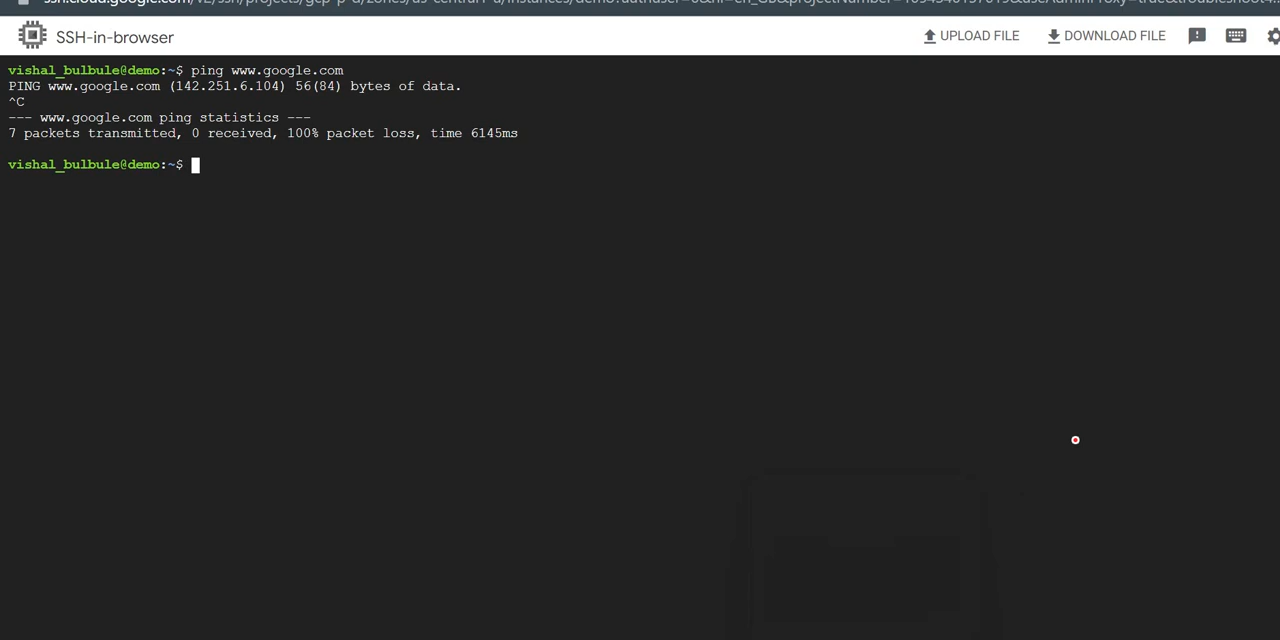 SSH-in-browser
UPLOAD FILE
DOWNLOAD FILE
vishal_bulbule@demo:~$ ping www.google.com
PING www.google.com (142.251.6.104) 56(84) bytes of data.
^C
--- www.google.com ping statistics ---
7 packets transmitted, 0 received, 100% packet loss, time 6145ms
vishal_bulbule@demo:~$